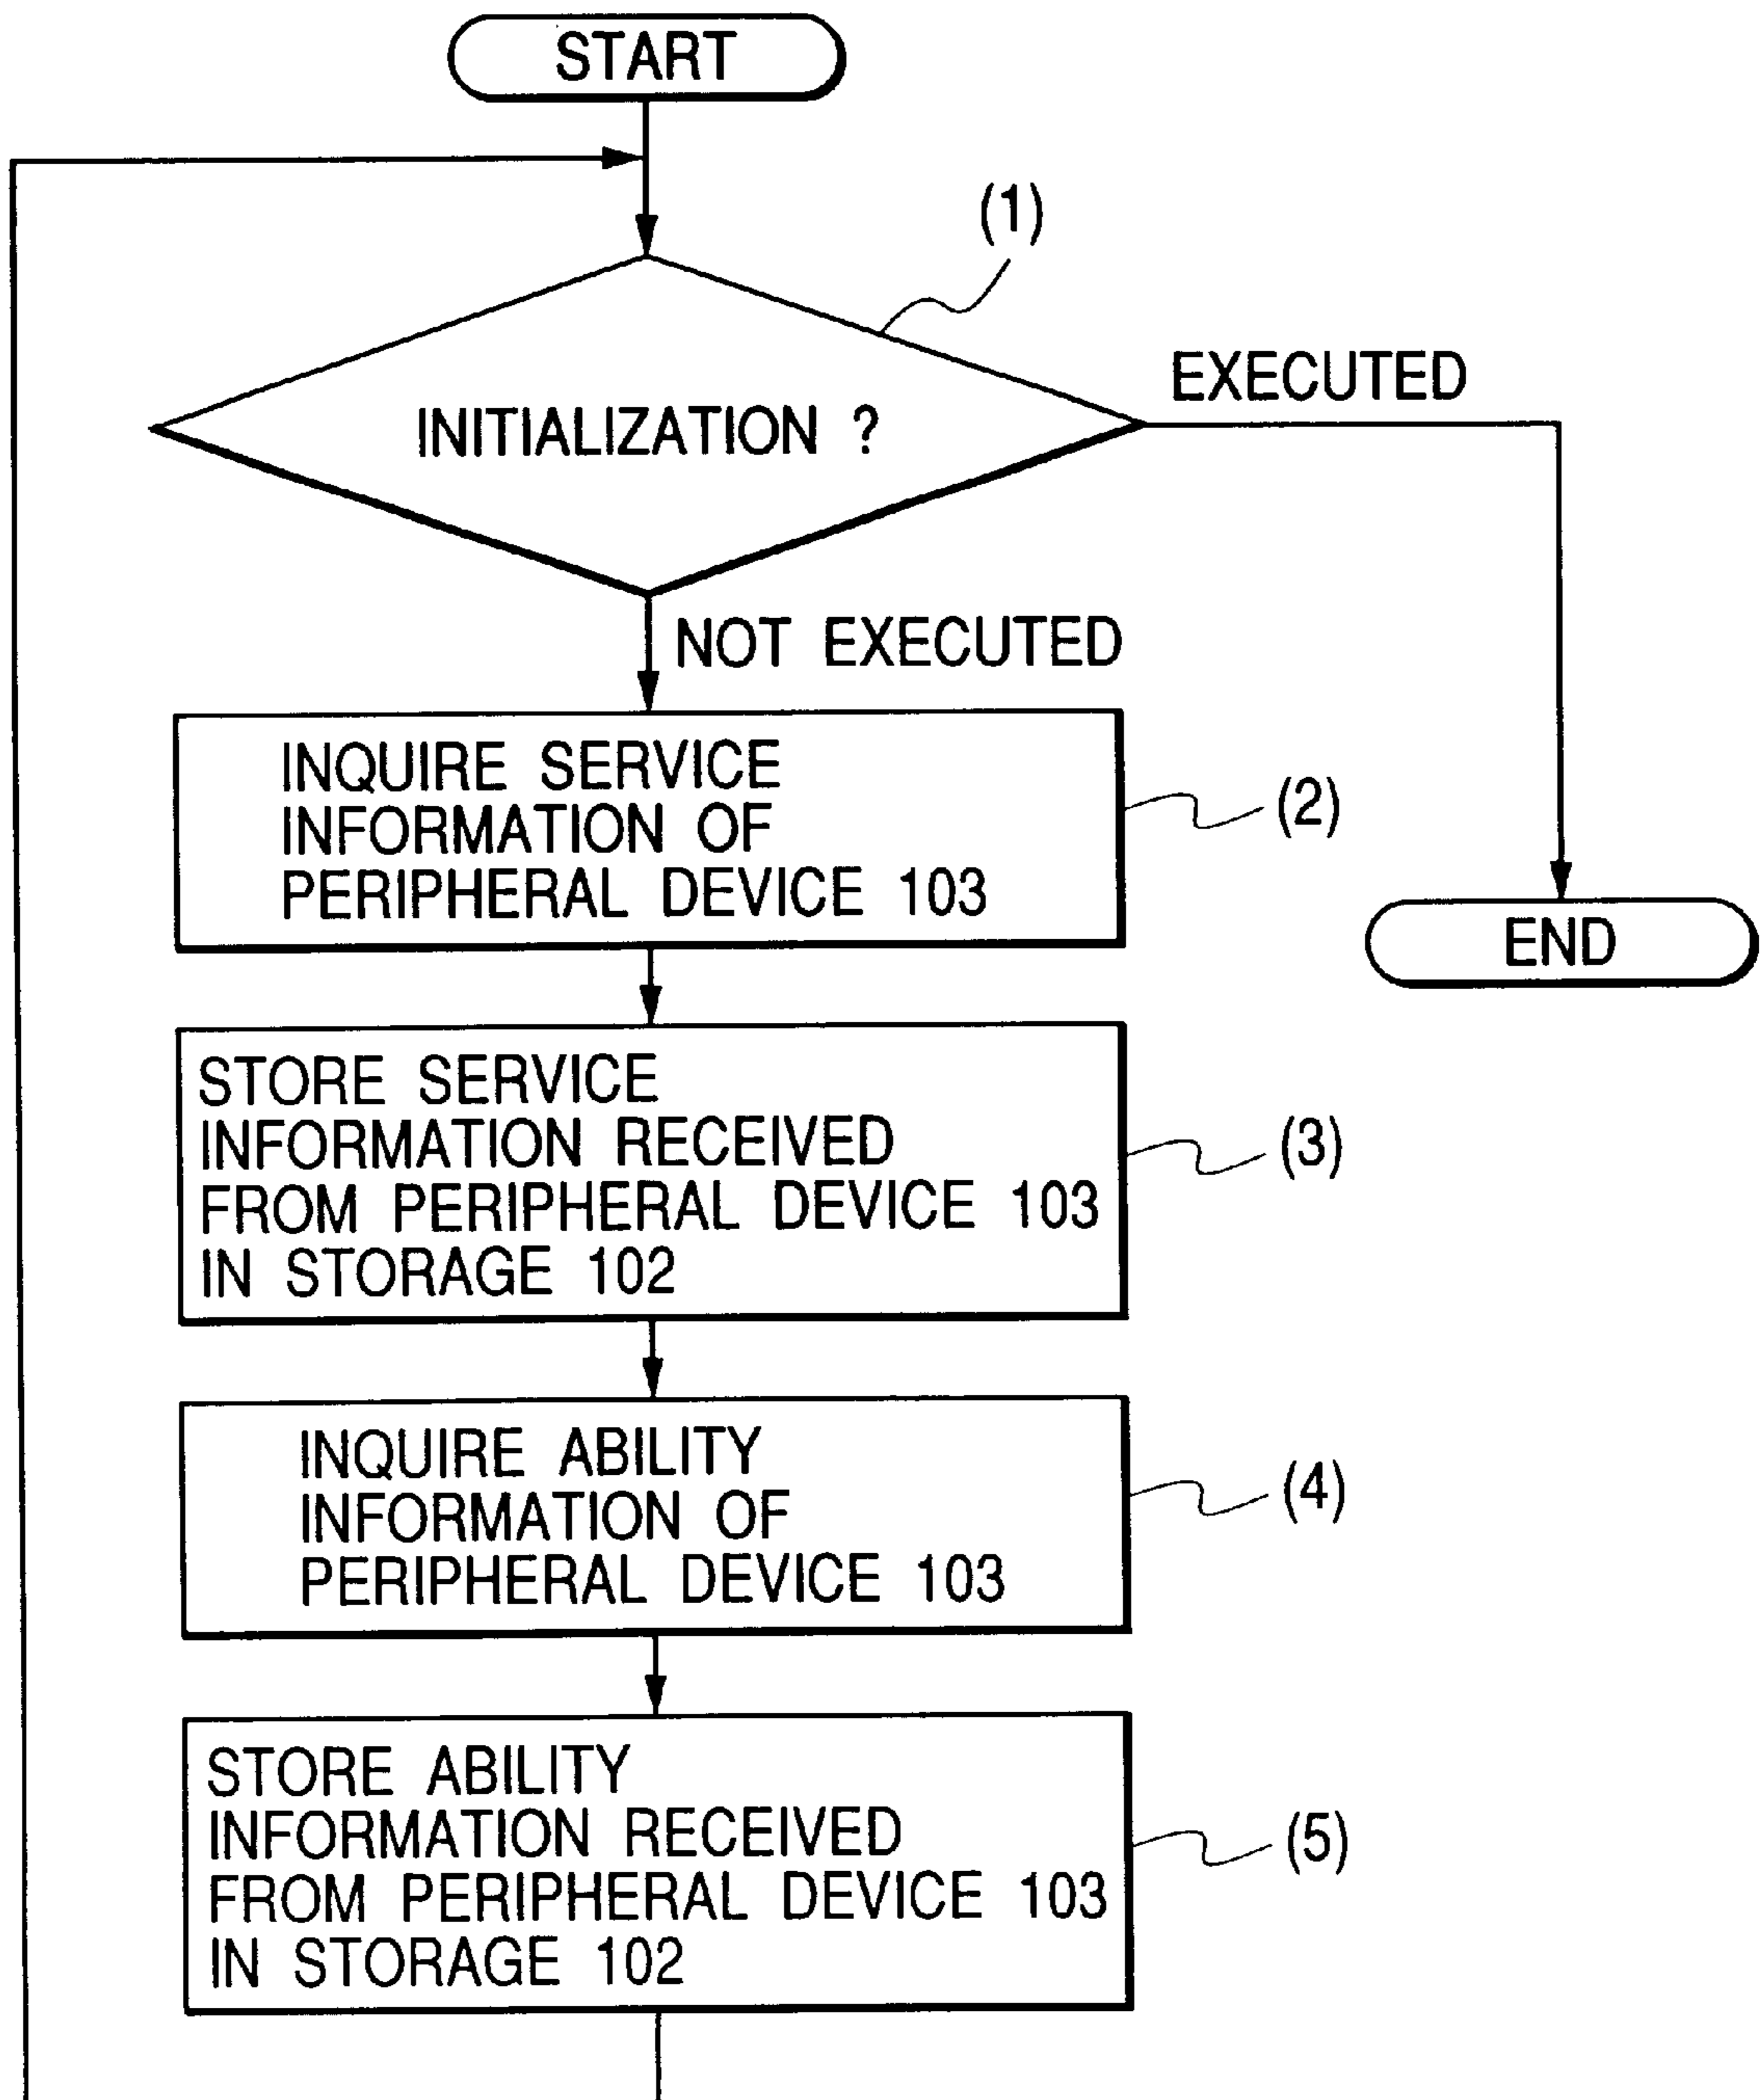 START
(1)
EXECUTED
INITIALIZATION ?
NOT EXECUTED
INQUIRE SERVICE
INFORMATION OF
PERIPHERAL DEVICE 103
(2)
END
STORE SERVICE
INFORMATION RECEIVED
FROM PERIPHERAL DEVICE 103
IN STORAGE 102
(3)
INQUIRE ABILITY
INFORMATION OF
PERIPHERAL DEVICE 103
(4)
STORE ABILITY
INFORMATION RECEIVED
FROM PERIPHERAL DEVICE 103
IN STORAGE 102
(5)